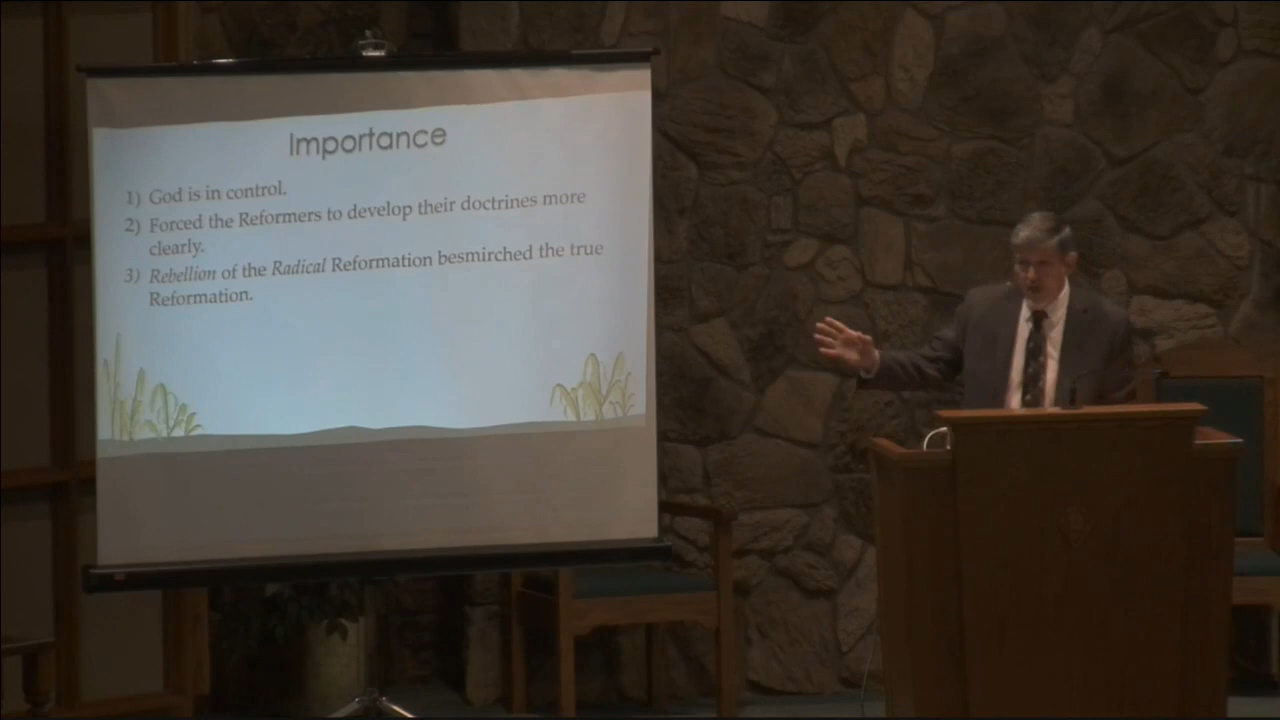 Importance
1) God is in control.
2) Forced the Reformers to develop their doctrines more
clearly.
3) Rebellion of the Radical Reformation besmirched the true
Reformation.